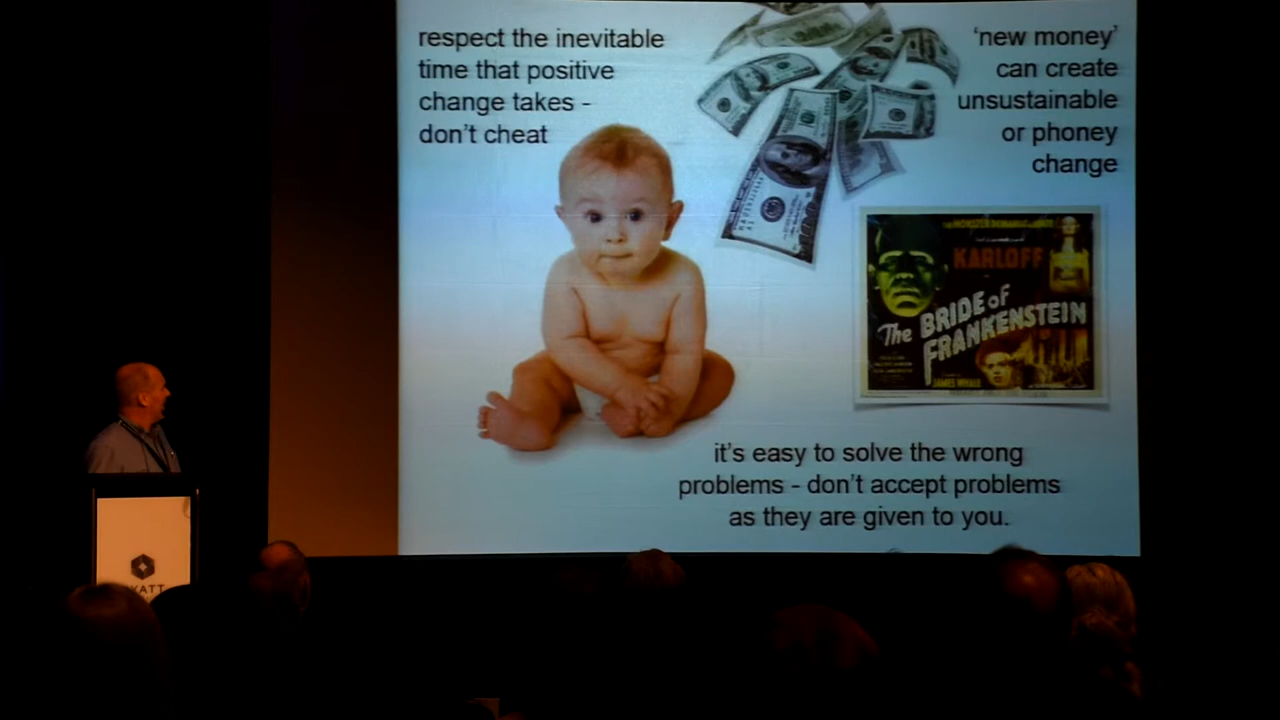 respect the inevitable
time that positive
change takes -
don't cheat
'new money'
can create
unsustainable
or phoney
change
KARLOFF
The BRIDE of
FRANKENSTEIN
JAMES WHALE
it's easy to solve the wrong
problems - don't accept problems
as they are given to you.